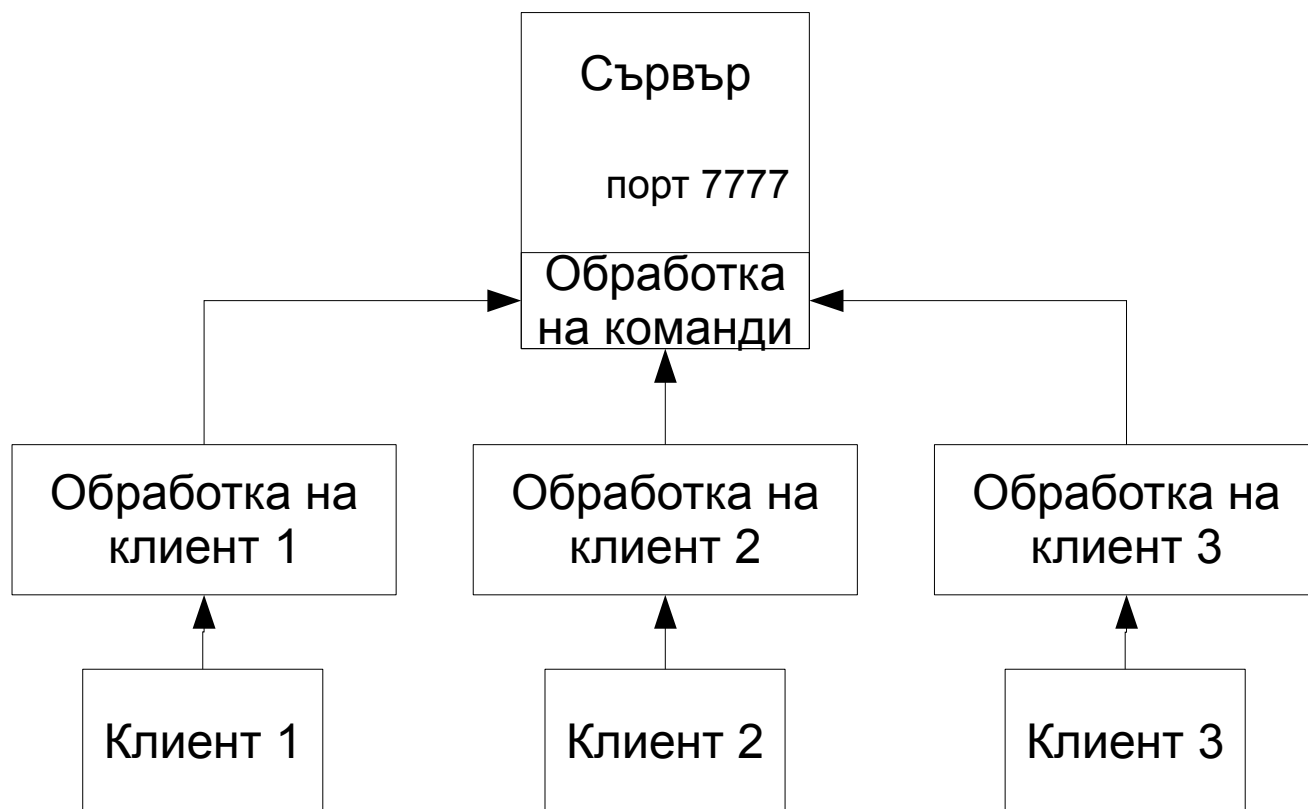 Сървър
порт 7777
Обработка
на команди
Обработка на
клиент 1
Обработка на
клиент 2
Обработка на
клиент 3
Клиент 1
Клиент 2
Клиент 3